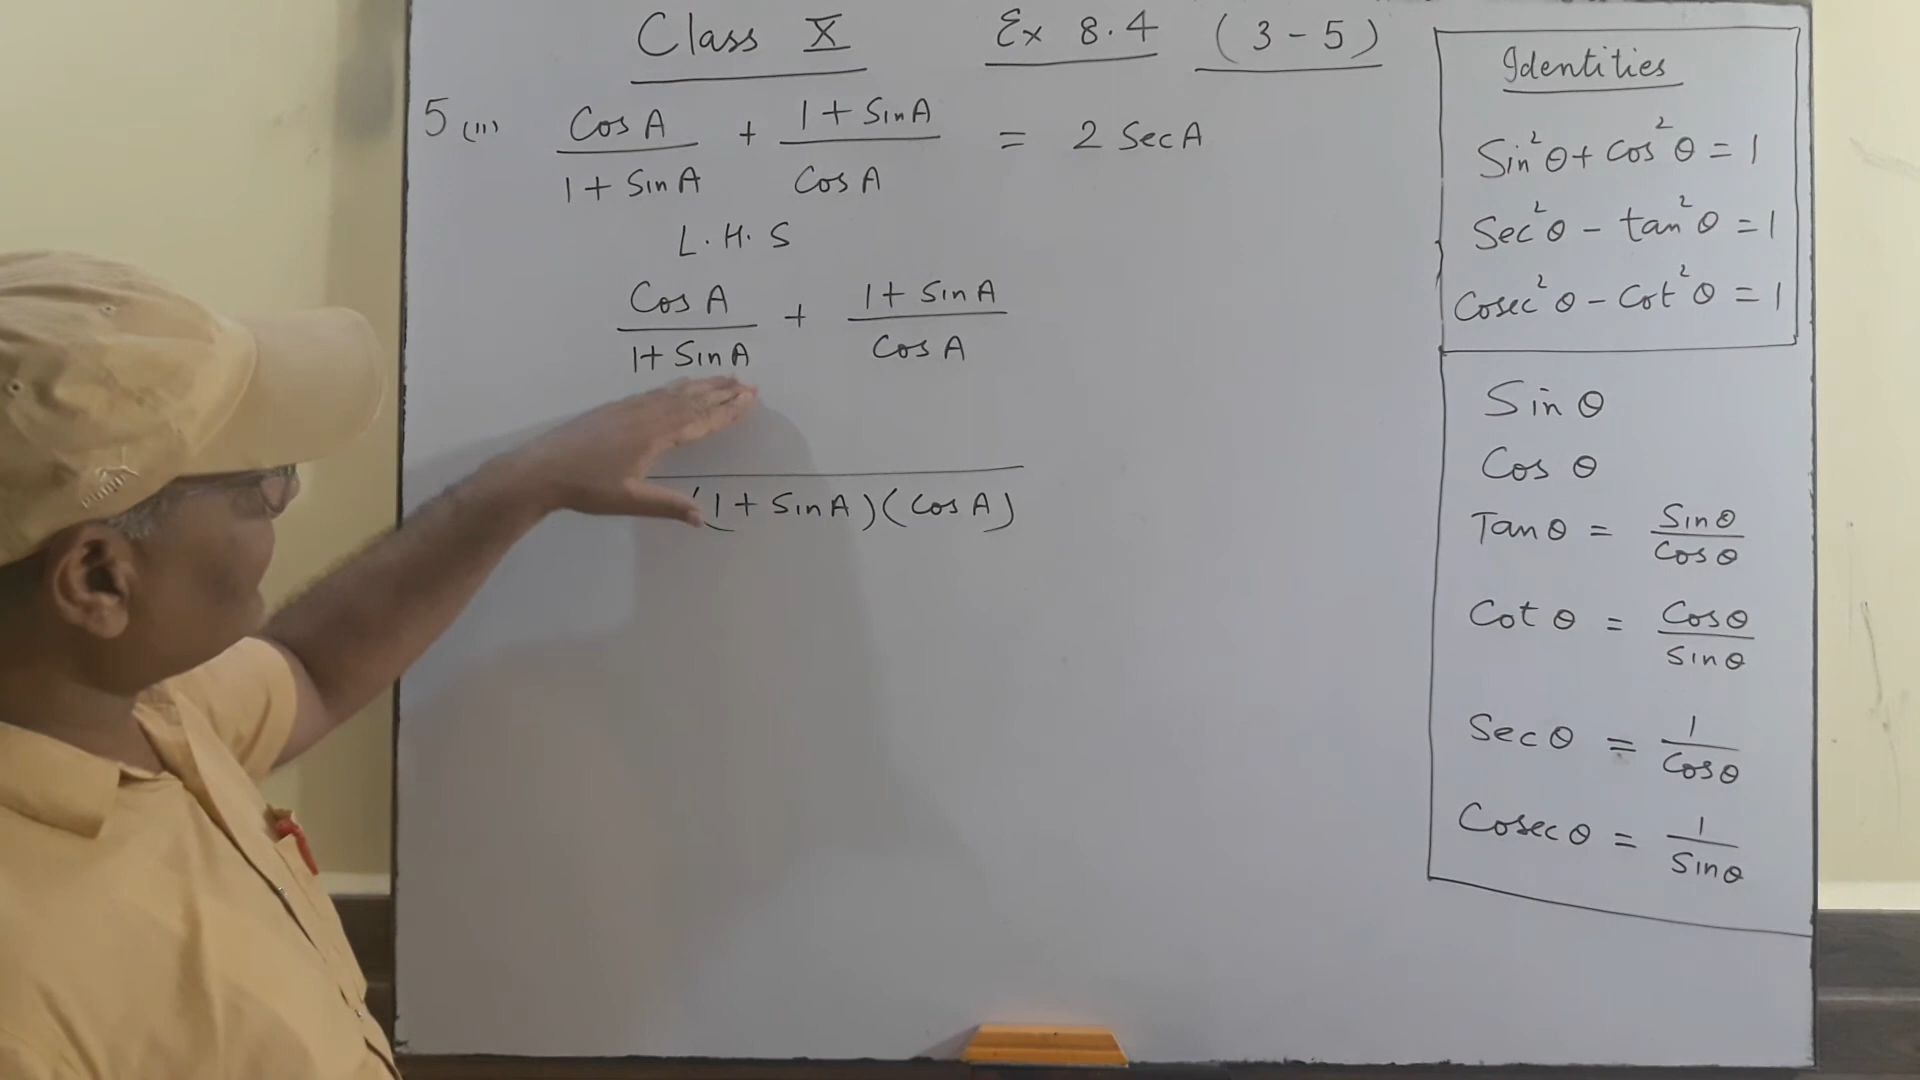 Class X Ex 8.4 (3-5)
5 (11) Cos A / 1 + Sin A + 1 + Sin A / Cos A = 2 Sec A
L.H.S
Cos A / 1 + Sin A + 1 + Sin A / Cos A
(1 + Sin A)(Cos A)
Identities
Sin²θ + Cos²θ = 1
Sec²θ - tan²θ = 1
Cosec²θ - Cot²θ = 1
Sin θ
Cos θ
Tan θ = Sin θ / Cos θ
Cot θ = Cos θ / Sin θ
Sec θ = 1 / Cos θ
Cosec θ = 1 / Sin θ